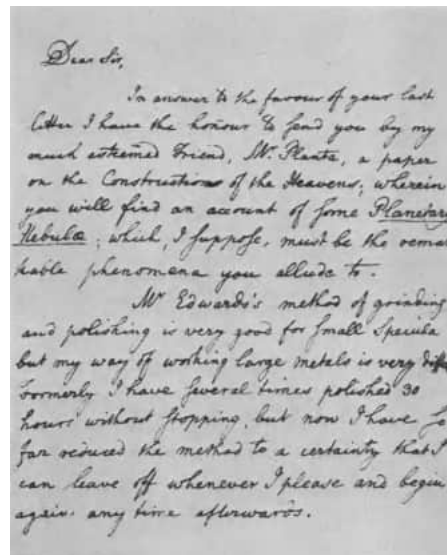 Dear Sir,
In answer to the favour of your last
letter I have the honour to send you by my
much esteemed Friend, Mr. Planta, a paper
on the Construction of the Heavens; wherein
you will find an account of some Planetary
Nebulæ; which, I suppose, must be the remar
kable phenomena you allude to.
Mr Edwards's method of grinding
and polishing is very good for small Specula
but my way of working large metals is very diffe
Formerly I have several times polished 30
hours without stopping, but now I have so
far reduced the method to a certainty that I
can leave off whenever I please and begin
again any time afterwards.